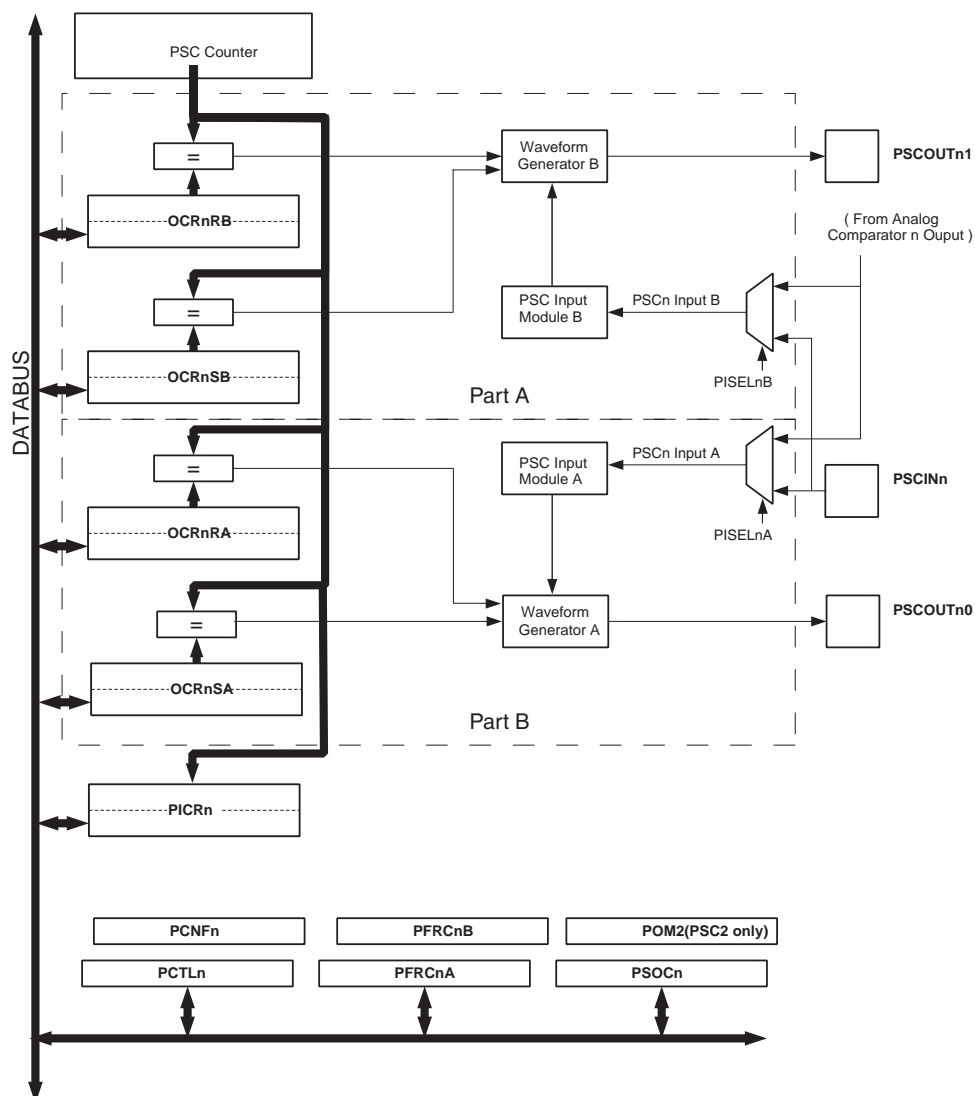 PSC Counter
=
Waveform
Generator B
PSCOUTn1
OCRnRB
( From Analog
Comparator n Ouput )
=
PSC Input
Module B
PSCn Input B
OCRnSB
PISELnB
Part A
DATABUS
=
PSC Input
Module A
PSCn Input A
PSCINn
OCRnRA
PISELnA
=
Waveform
Generator A
PSCOUTn0
OCRnSA
Part B
PICRn
PCNFn
PFRCnB
POM2(PSC2 only)
PCTLn
PFRCnA
PSOCn